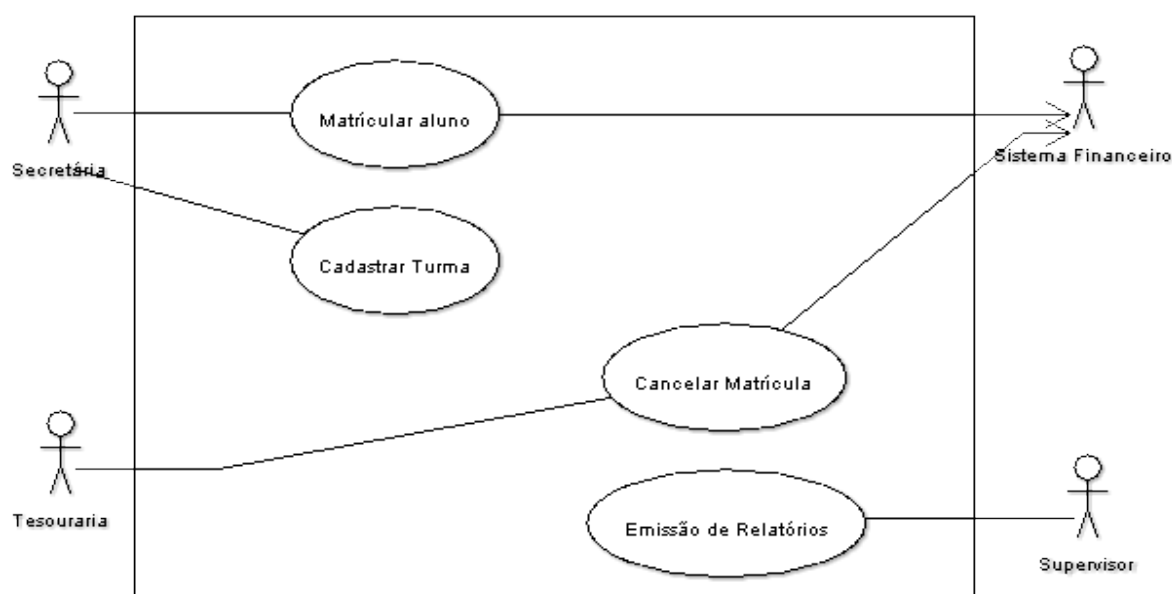 Matrícular aluno
Sistema Financeiro
Secretária
Cadastrar Turma
Cancelar Matrícula
Tesouraria
Emissão de Relatórios
Supervisor